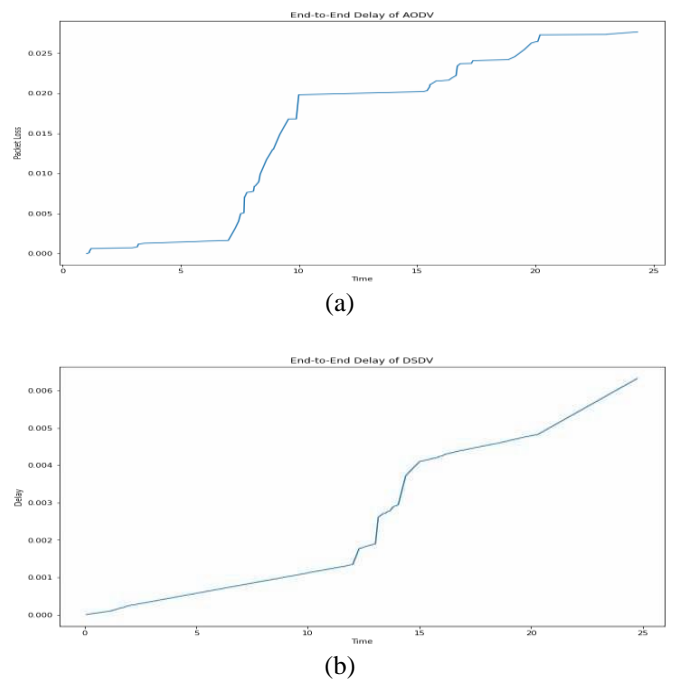 End-to-End Delay of AODV
Packet Loss
0.025
0.020
0.015
0.010
0.005
0.000
0 5 10 15 20 25
Time
(a)
End-to-End Delay of DSDV
Delay
0.006
0.005
0.004
0.003
0.002
0.001
0.000
0 5 10 15 20 25
Time
(b)